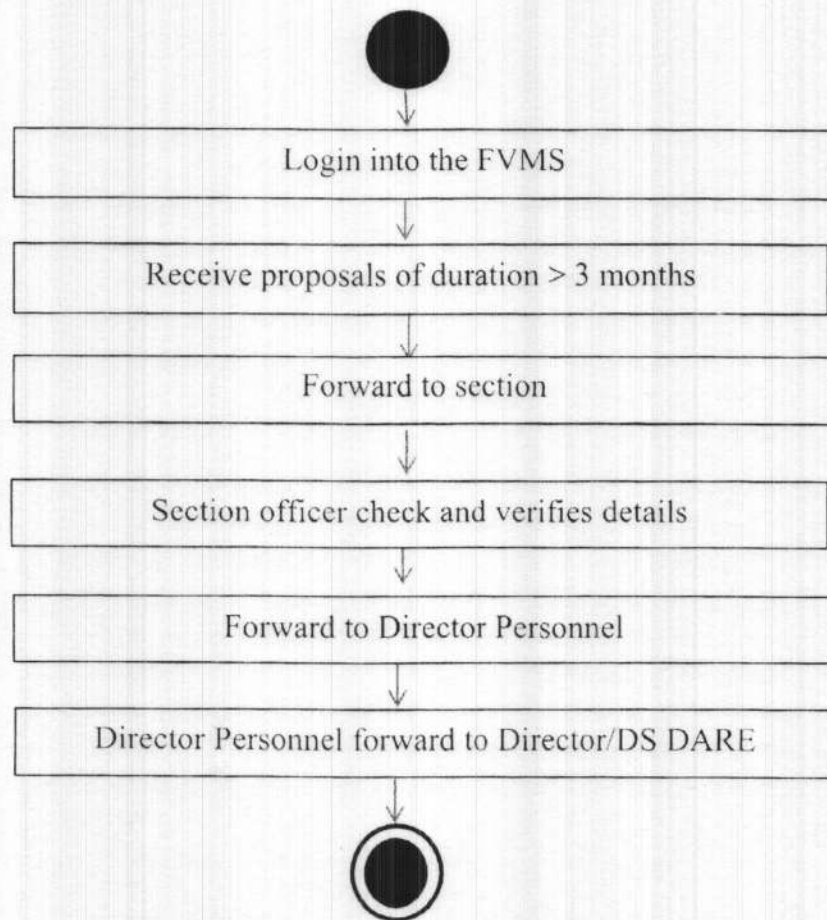 Login into the FVMS
Receive proposals of duration > 3 months
Forward to section
Section officer check and verifies details
Forward to Director Personnel
Director Personnel forward to Director/DS DARE